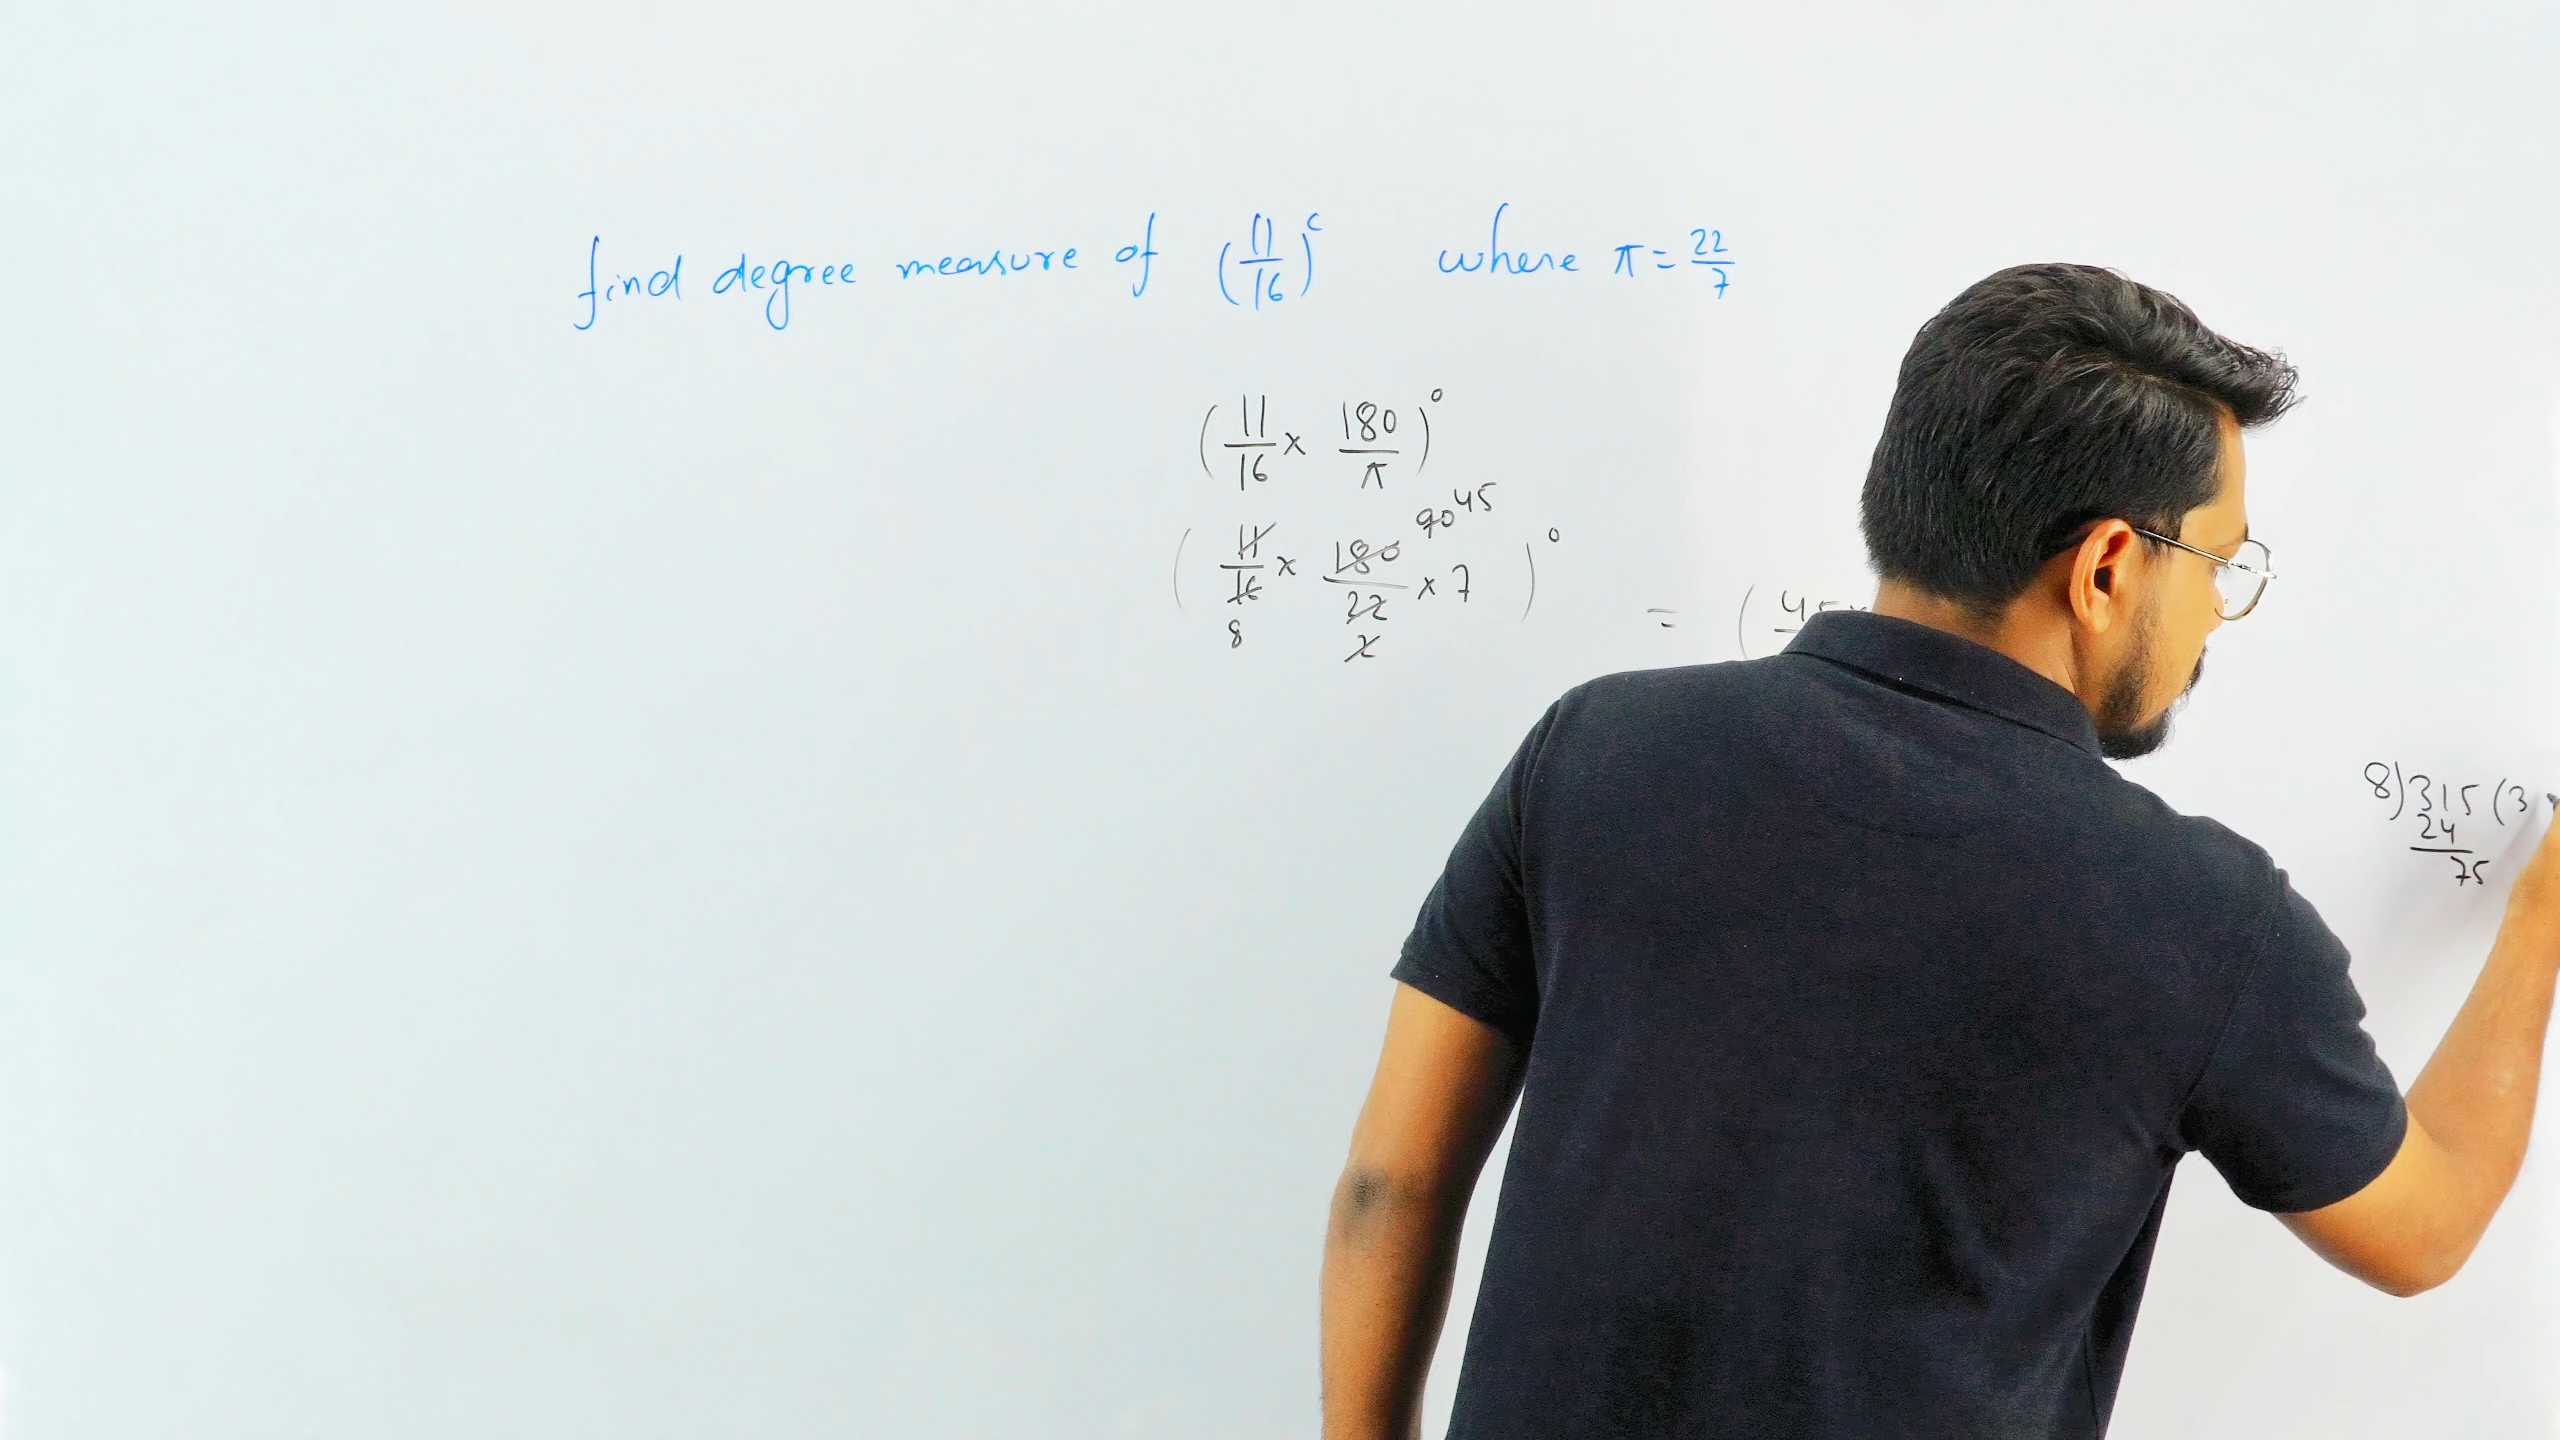 find degree measure of (11/16)ᶜ where π = 22/7
(11/16 × 180/π)°
90 45
(11/16 × 180/22 × 7)° = (45
8 2
8)315(3
24
75